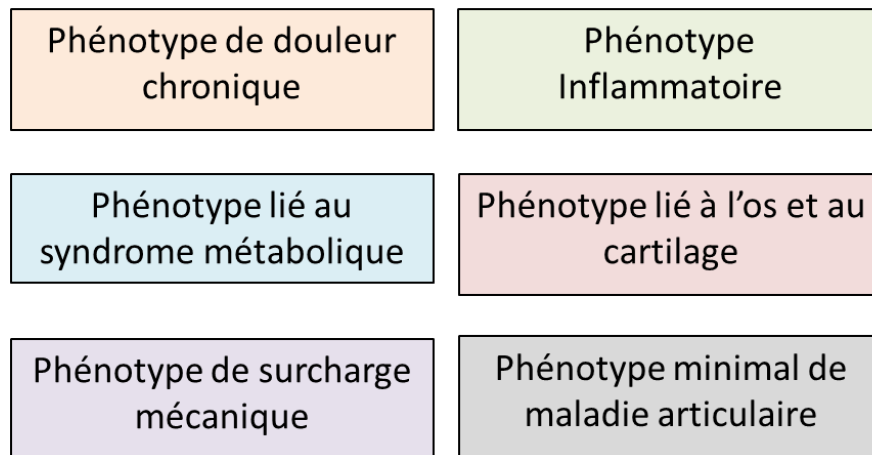 Phénotype de douleur
chronique
Phénotype
Inflammatoire
Phénotype lié au
syndrome métabolique
Phénotype lié à l’os et au
cartilage
Phénotype de surcharge
mécanique
Phénotype minimal de
maladie articulaire